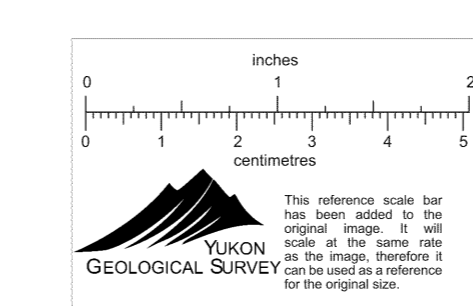 inches
0 1 2
0 1 2 3 4 5
centimetres
YUKON
GEOLOGICAL SURVEY
This reference scale bar
has been added to the
original image. It will
scale at the same rate
as the image, therefore it
can be used as a reference
for the original size.